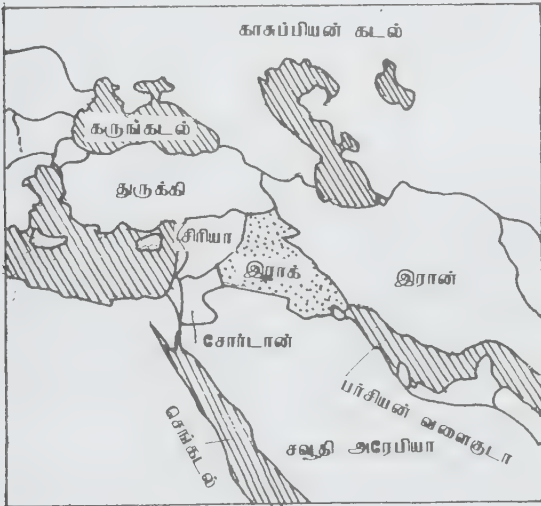 காசுப்பியன் கடல்
கருங்கடல்
துருக்கி
சிரியா
இராக்
இரான்
சோர்டான்
பர்சியன் வளைகுடா
செங்கடல்
சவூதி அரேபியா